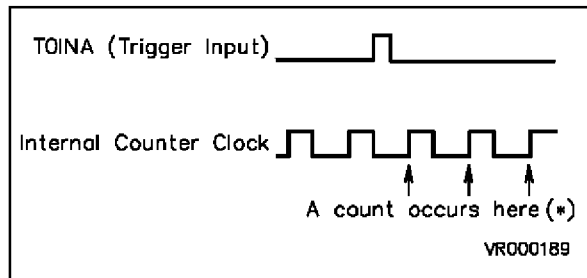 TOINA (Trigger Input)
Internal Counter Clock
A count occurs here (*)
VR000189